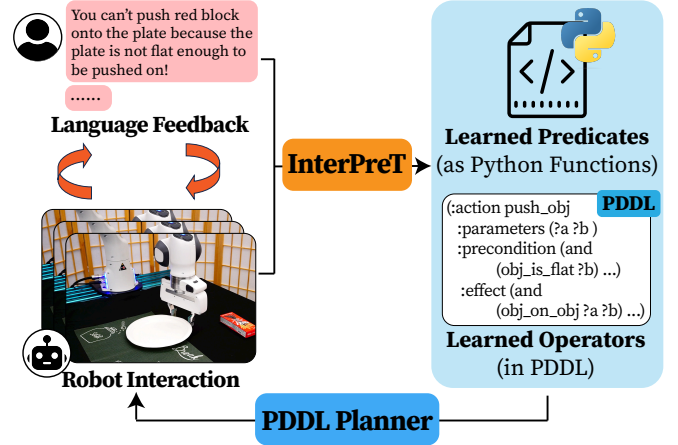 You can't push red block
onto the plate because the
plate is not flat enough to
be pushed on!
......
Language Feedback
InterPreT
Robot Interaction
Learned Predicates
(as Python Functions)
PDDL
(:action push_obj
:parameters (?a ?b )
:precondition (and
(obj_is_flat ?b) ...)
:effect (and
(obj_on_obj ?a ?b) ...)
Learned Operators
(in PDDL)
PDDL Planner